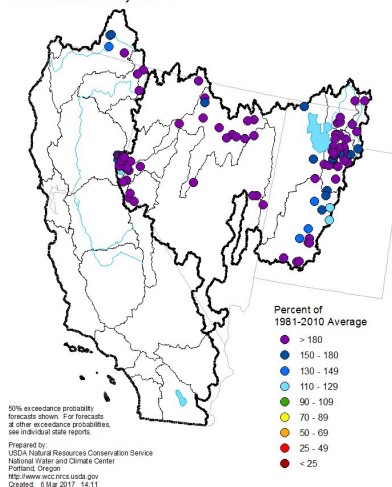 Percent of
1981-2010 Average
> 180
150 - 180
130 - 149
110 - 129
90 - 109
70 - 89
50 - 69
25 - 49
< 25
50% exceedance probability
forecasts shown. For forecasts
at other exceedance probabilities,
see individual state reports.
Prepared by:
USDA Natural Resources Conservation Service
National Water and Climate Center
Portland, Oregon
http://www.wcc.nrcs.usda.gov
Created: 6 Mar 2017 14:11